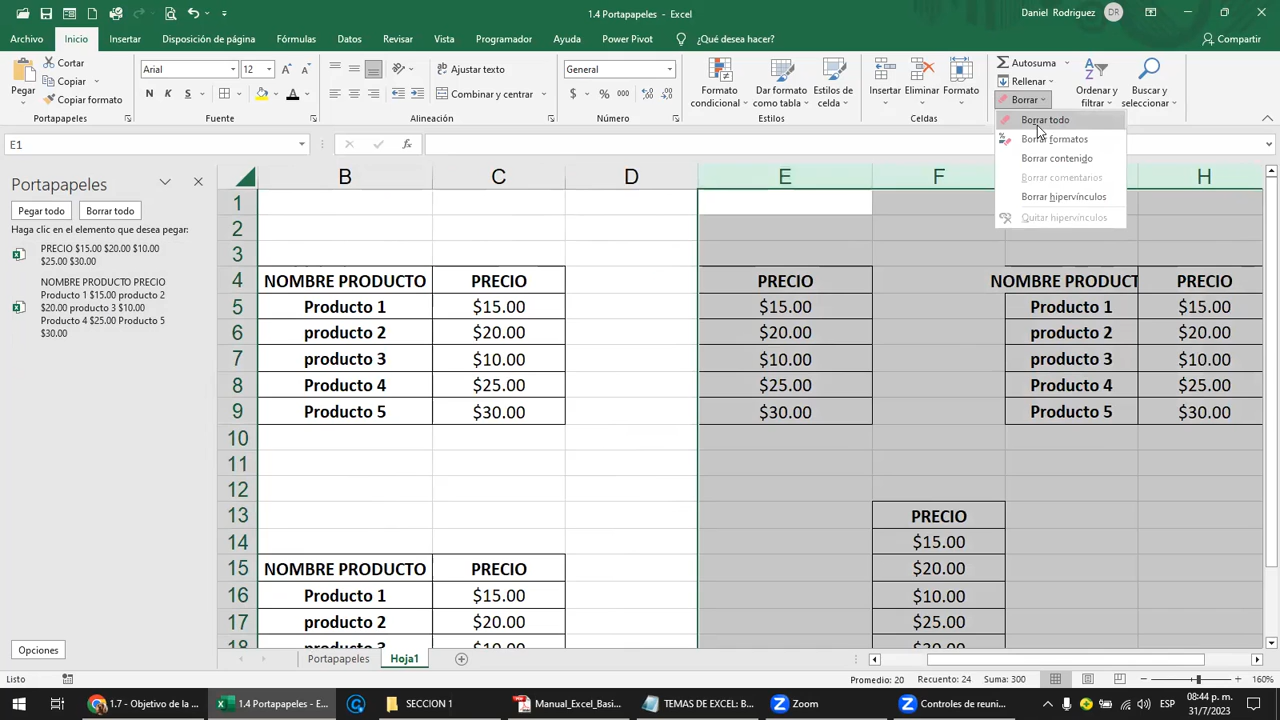 1.4 Portapapeles - Excel
Daniel Rodriguez DR
Archivo Inicio Insertar Disposición de página Fórmulas Datos Revisar Vista Programador Ayuda Power Pivot ¿Qué desea hacer? Compartir
Pegar
Cortar
Copiar
Copiar formato
Portapapeles
Arial 12
N K S
Fuente
Ajustar texto
Combinar y centrar
Alineación
General
Número
Formato condicional
Dar formato como tabla
Estilos de celda
Estilos
Insertar Eliminar Formato
Celdas
Autosuma
Rellenar
Borrar
Ordenar y filtrar
Buscar y seleccionar
Borrar todo
Borrar formatos
Borrar contenido
Borrar comentarios
Borrar hipervínculos
Quitar hipervínculos
E1
Portapapeles
Pegar todo Borrar todo
Haga clic en el elemento que desea pegar:
PRECIO $15.00 $20.00 $10.00
$25.00 $30.00
NOMBRE PRODUCTO PRECIO
Producto 1 $15.00 producto 2
$20.00 producto 3 $10.00
Producto 4 $25.00 Producto 5
$30.00
Opciones
B C D E F H
1
2
3
4 NOMBRE PRODUCTO PRECIO PRECIO NOMBRE PRODUCT PRECIO
5 Producto 1 $15.00 $15.00 Producto 1 $15.00
6 producto 2 $20.00 $20.00 producto 2 $20.00
7 producto 3 $10.00 $10.00 producto 3 $10.00
8 Producto 4 $25.00 $25.00 Producto 4 $25.00
9 Producto 5 $30.00 $30.00 Producto 5 $30.00
10
11
12
13 PRECIO
14 $15.00
15 NOMBRE PRODUCTO PRECIO $20.00
16 Producto 1 $15.00 $10.00
17 producto 2 $20.00 $25.00
18 producto 3 $10.00 $30.00
Portapapeles Hoja1
Listo
Promedio: 20 Recuento: 24 Suma: 300
160%
1.7 - Objetivo de la ...
1.4 Portapapeles - E...
SECCION 1
Manual_Excel_Basi...
TEMAS DE EXCEL: B...
Zoom
Controles de reuni...
ESP
08:44 p. m.
31/7/2023